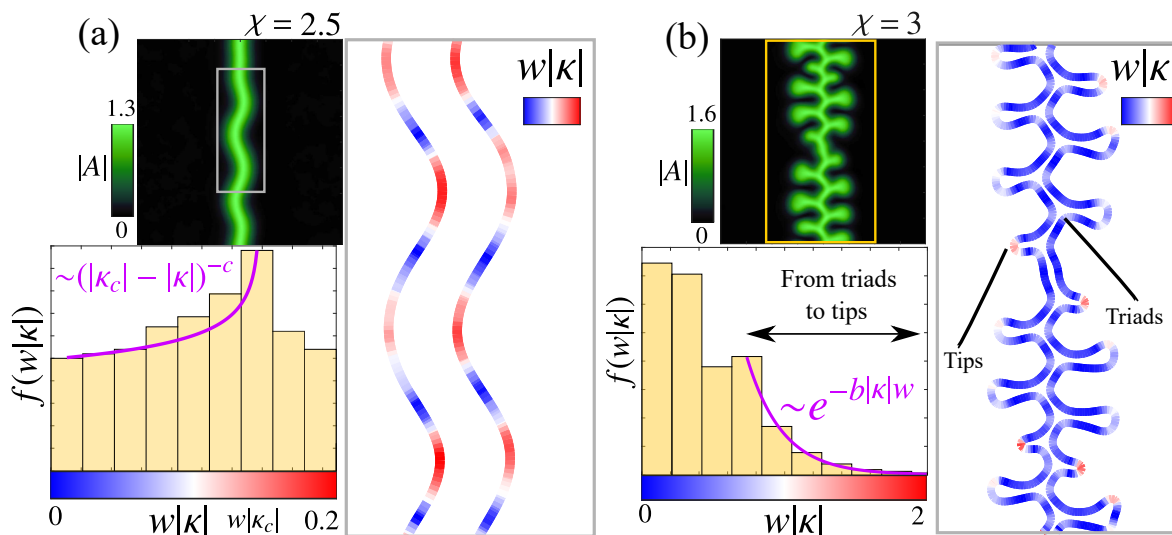 (a)
χ = 2.5
1.3
|A|
0
w|κ|
~(|κc| − |κ|)^−c
f(w|κ|)
0
w|κ|
w|κc|
0.2
(b)
χ = 3
1.6
|A|
0
w|κ|
From triads
to tips
~e^−b|κ|w
f(w|κ|)
0
w|κ|
2
Tips
Triads